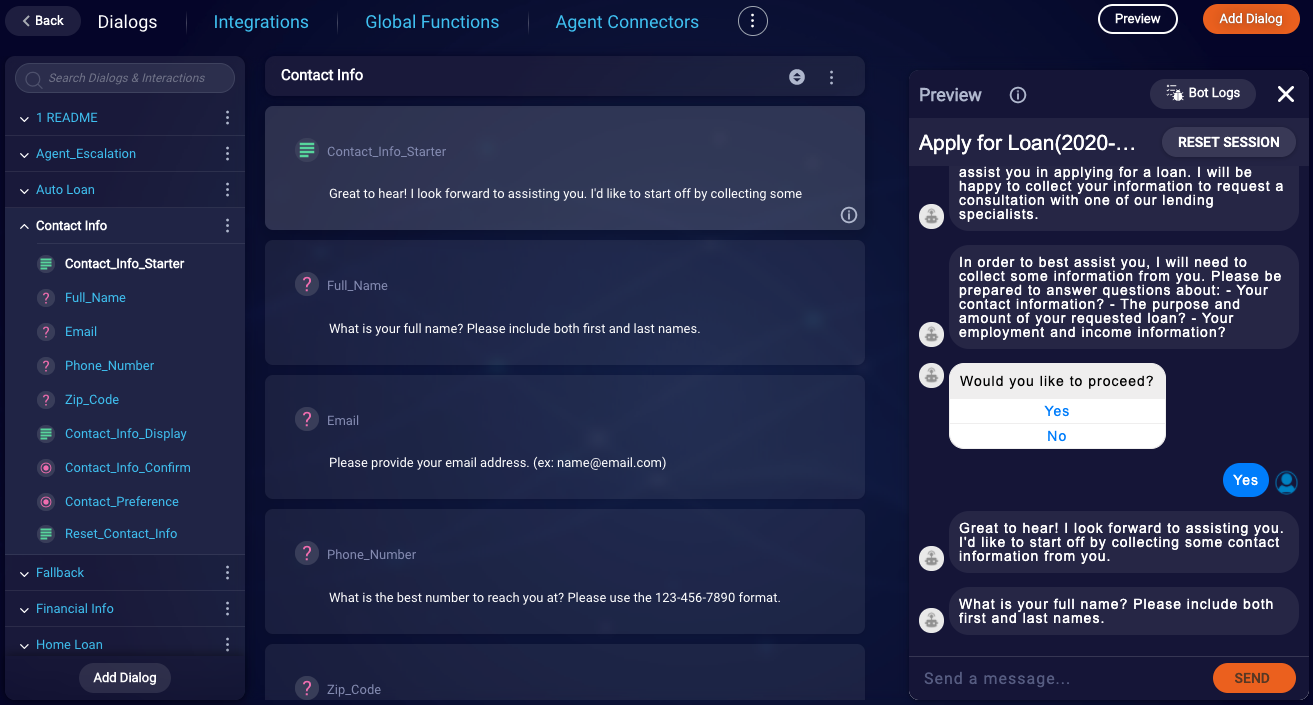 Back
Dialogs
Integrations
Global Functions
Agent Connectors
Preview
Add Dialog
Search Dialogs & Interactions
1 README
Agent_Escalation
Auto Loan
Contact Info
Contact_Info_Starter
Full_Name
Email
Phone_Number
Zip_Code
Contact_Info_Display
Contact_Info_Confirm
Contact_Preference
Reset_Contact_Info
Fallback
Financial Info
Home Loan
Add Dialog
Contact Info
Contact_Info_Starter
Great to hear! I look forward to assisting you. I'd like to start off by collecting some
Full_Name
What is your full name? Please include both first and last names.
Email
Please provide your email address. (ex: name@email.com)
Phone_Number
What is the best number to reach you at? Please use the 123-456-7890 format.
Zip_Code
Preview
Bot Logs
Apply for Loan(2020-...
RESET SESSION
assist you in applying for a loan. I will be
happy to collect your information to request a
consultation with one of our lending
specialists.
In order to best assist you, I will need to
collect some information from you. Please be
prepared to answer questions about: - Your
contact information? - The purpose and
amount of your requested loan? - Your
employment and income information?
Would you like to proceed?
Yes
No
Yes
Great to hear! I look forward to assisting you.
I'd like to start off by collecting some contact
information from you.
What is your full name? Please include both
first and last names.
Send a message...
SEND